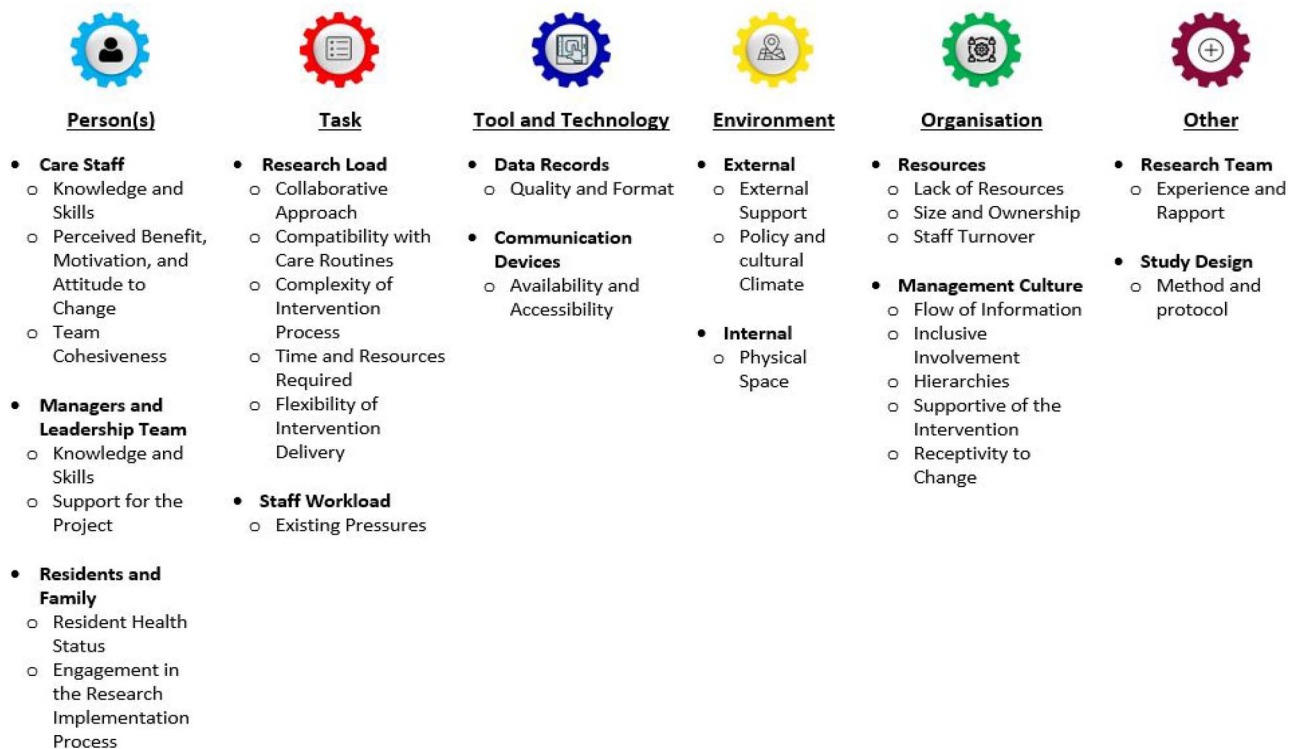 Person(s)
• Care Staff
o Knowledge and
Skills
o Perceived Benefit,
Motivation, and
Attitude to
Change
o Team
Cohesiveness
• Managers and
Leadership Team
o Knowledge and
Skills
o Support for the
Project
• Residents and
Family
o Resident Health
Status
o Engagement in
the Research
Implementation
Process
Task
• Research Load
o Collaborative
Approach
o Compatibility with
Care Routines
o Complexity of
Intervention
Process
o Time and Resources
Required
o Flexibility of
Intervention
Delivery
• Staff Workload
o Existing Pressures
Tool and Technology
• Data Records
o Quality and Format
• Communication
Devices
o Availability and
Accessibility
Environment
• External
o External
Support
o Policy and
cultural
Climate
• Internal
o Physical
Space
Organisation
• Resources
o Lack of Resources
o Size and Ownership
o Staff Turnover
• Management Culture
o Flow of Information
o Inclusive
Involvement
o Hierarchies
o Supportive of the
Intervention
o Receptivity to
Change
Other
• Research Team
o Experience and
Rapport
• Study Design
o Method and
protocol